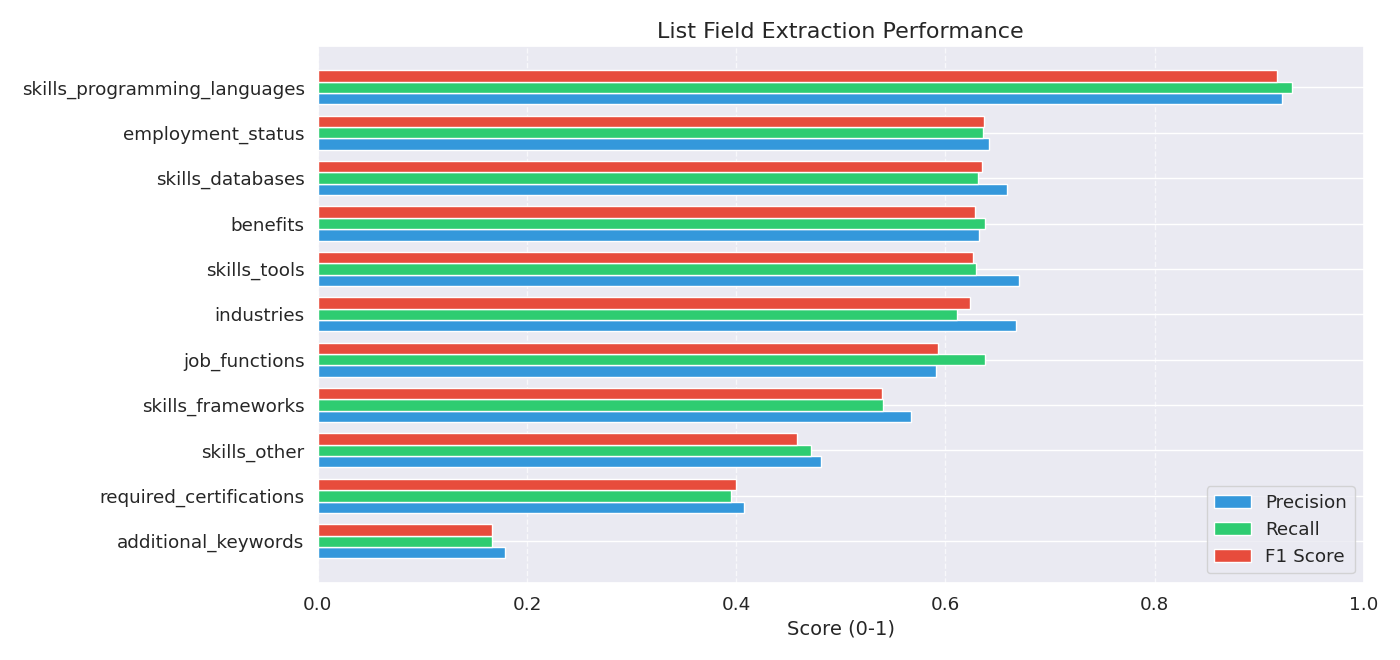 List Field Extraction Performance
skills_programming_languages
employment_status
skills_databases
benefits
skills_tools
industries
job_functions
skills_frameworks
skills_other
required_certifications
additional_keywords
Precision
Recall
F1 Score
0.0 0.2 0.4 0.6 0.8 1.0
Score (0-1)